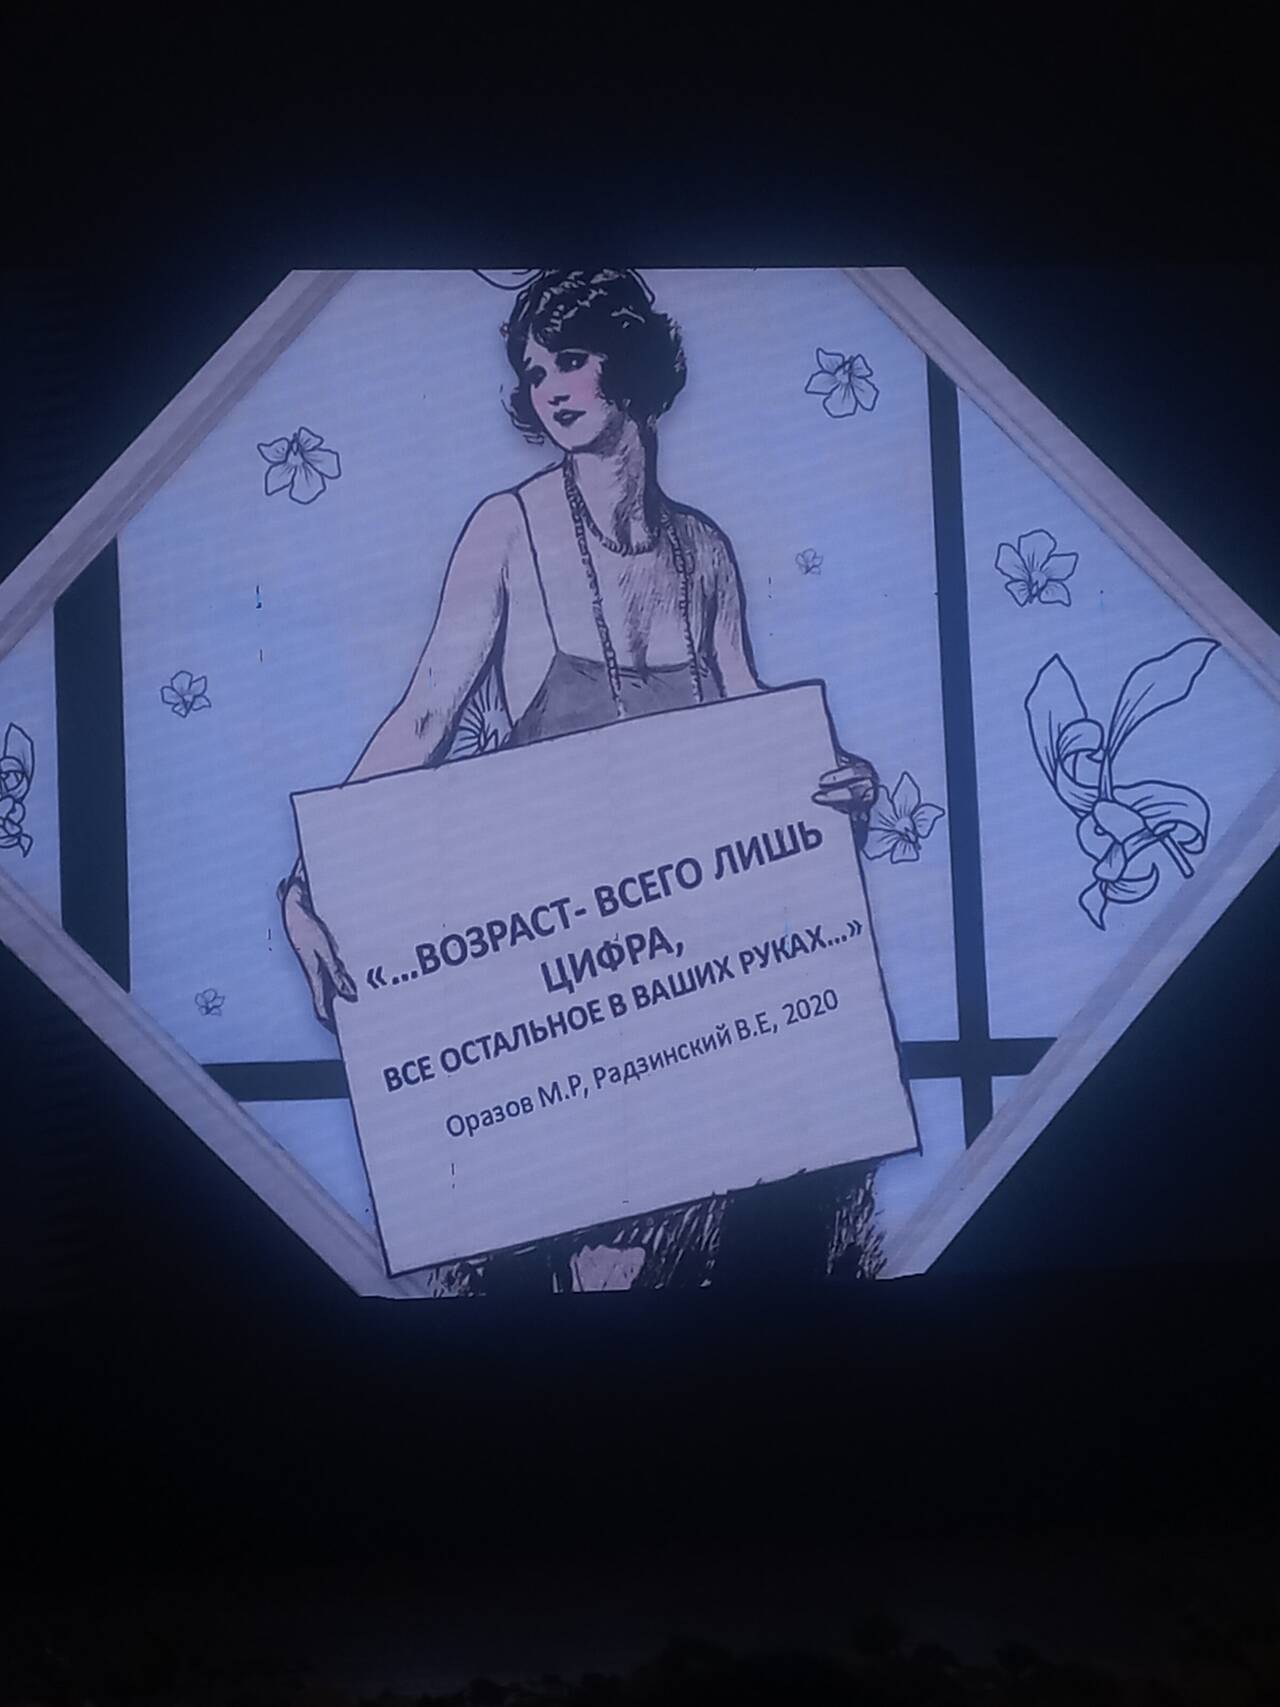 «...ВОЗРАСТ- ВСЕГО ЛИШЬ
ЦИФРА,
ВСЕ ОСТАЛЬНОЕ В ВАШИХ РУКАХ...»
Оразов М.Р, Радзинский В.Е, 2020